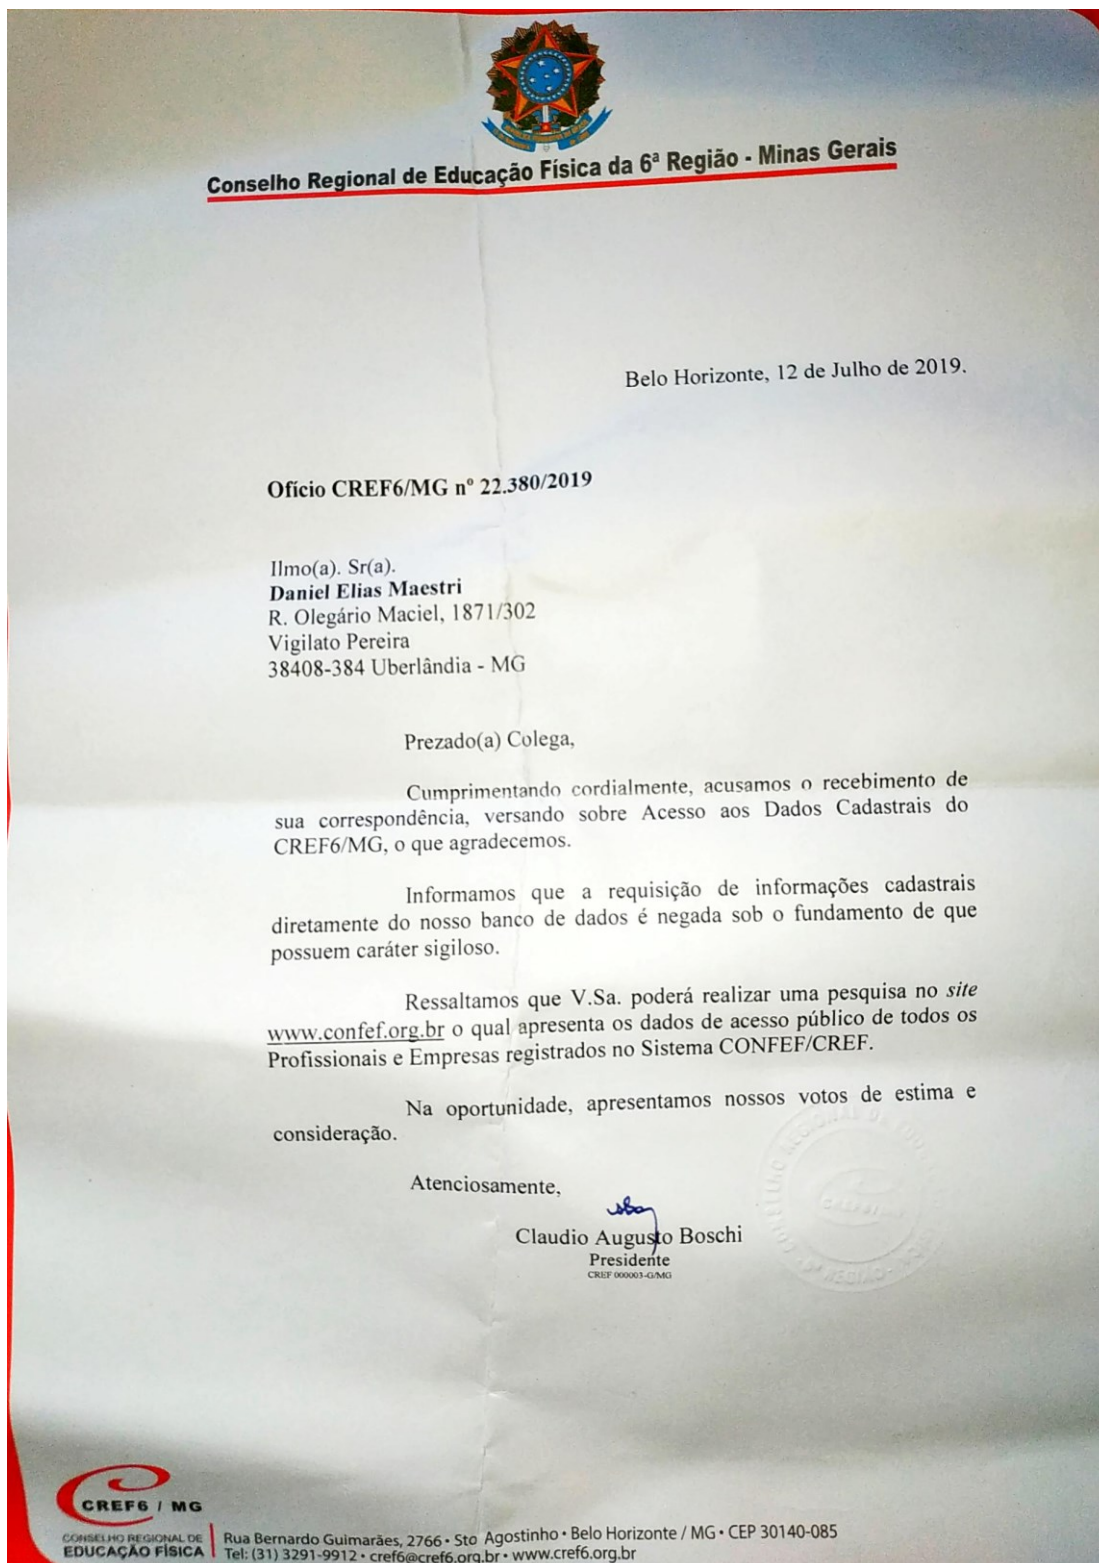 Conselho Regional de Educação Física da 6ª Região - Minas Gerais
Belo Horizonte, 12 de Julho de 2019.
Ofício CREF6/MG nº 22.380/2019
Ilmo(a). Sr(a).
Daniel Elias Maestri
R. Olegário Maciel, 1871/302
Vigilato Pereira
38408-384 Uberlândia - MG
Prezado(a) Colega,
Cumprimentando cordialmente, acusamos o recebimento de
sua correspondência, versando sobre Acesso aos Dados Cadastrais do
CREF6/MG, o que agradecemos.
Informamos que a requisição de informações cadastrais
diretamente do nosso banco de dados é negada sob o fundamento de que
possuem caráter sigiloso.
Ressaltamos que V.Sa. poderá realizar uma pesquisa no site
www.confef.org.br o qual apresenta os dados de acesso público de todos os
Profissionais e Empresas registrados no Sistema CONFEF/CREF.
Na oportunidade, apresentamos nossos votos de estima e
consideração.
Atenciosamente,
Claudio Augusto Boschi
Presidente
CREF 000003-G/MG
CREF6 / MG
CONSELHO REGIONAL DE
EDUCAÇÃO FÍSICA
Rua Bernardo Guimarães, 2766 • Sto Agostinho • Belo Horizonte / MG • CEP 30140-085
Tel: (31) 3291-9912 • cref6@cref6.org.br • www.cref6.org.br